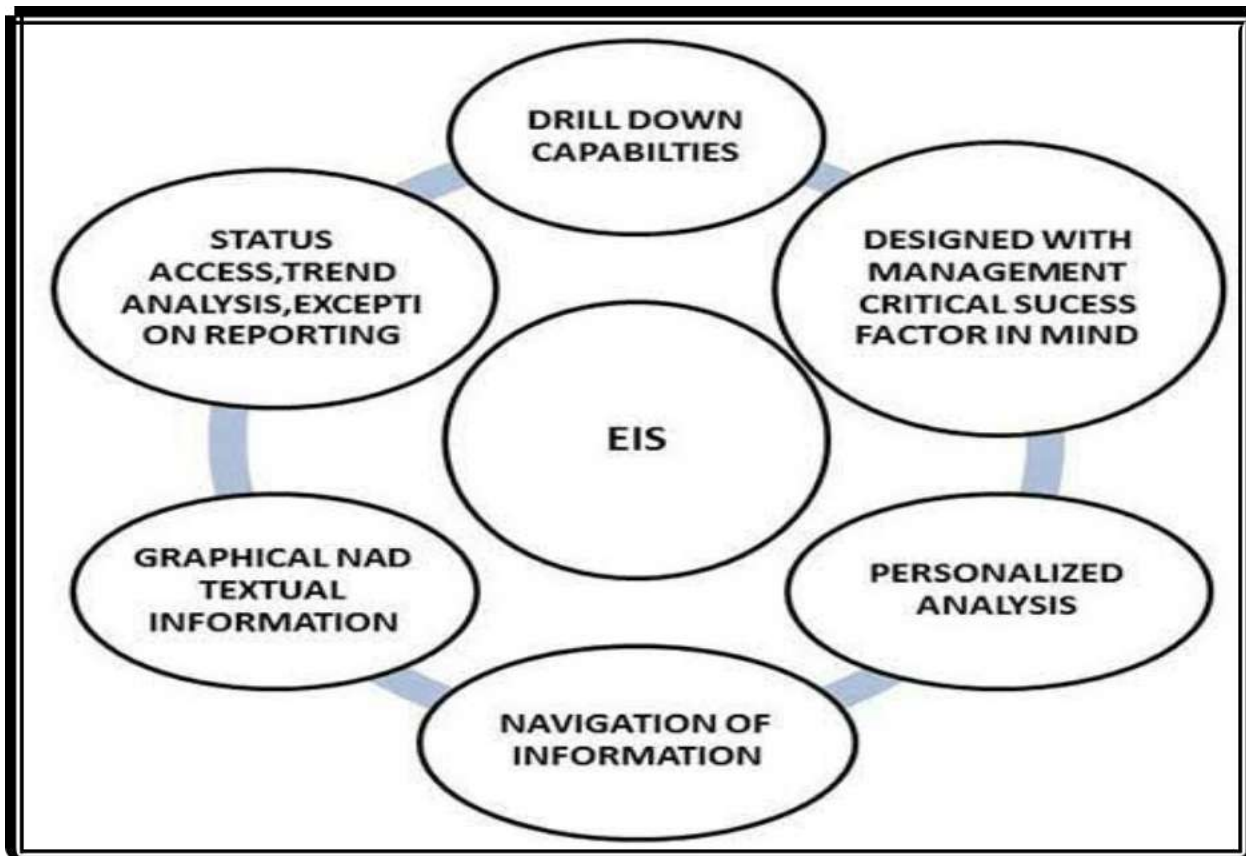 DRILL DOWN
CAPABILTIES
DESIGNED WITH
MANAGEMENT
CRITICAL SUCESS
FACTOR IN MIND
PERSONALIZED
ANALYSIS
NAVIGATION OF
INFORMATION
GRAPHICAL NAD
TEXTUAL
INFORMATION
STATUS
ACCESS,TREND
ANALYSIS,EXCEPTI
ON REPORTING
EIS